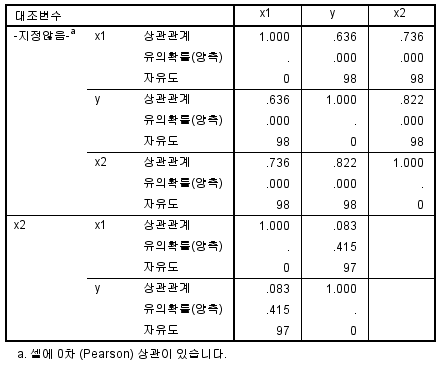 대조변수 x1 y x2
-지정않음-a x1 상관관계 1.000 .636 .736
유의확률(양측) . .000 .000
자유도 0 98 98
y 상관관계 .636 1.000 .822
유의확률(양측) .000 . .000
자유도 98 0 98
x2 상관관계 .736 .822 1.000
유의확률(양측) .000 .000 .
자유도 98 98 0
x2 x1 상관관계 1.000 .083
유의확률(양측) . .415
자유도 0 97
y 상관관계 .083 1.000
유의확률(양측) .415 .
자유도 97 0
a. 셀에 0차 (Pearson) 상관이 있습니다.